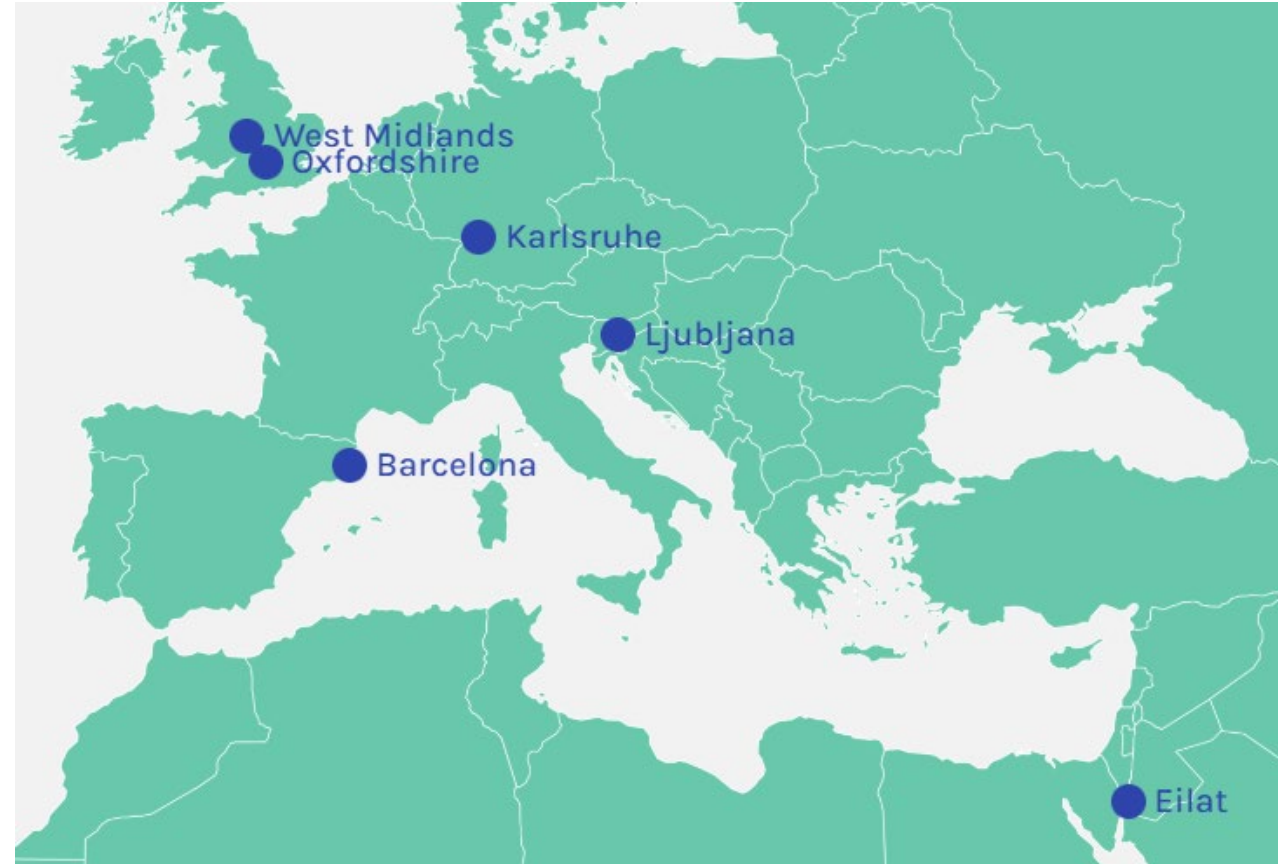 West Midlands
Oxfordshire
Karlsruhe
Ljubljana
Barcelona
Eilat